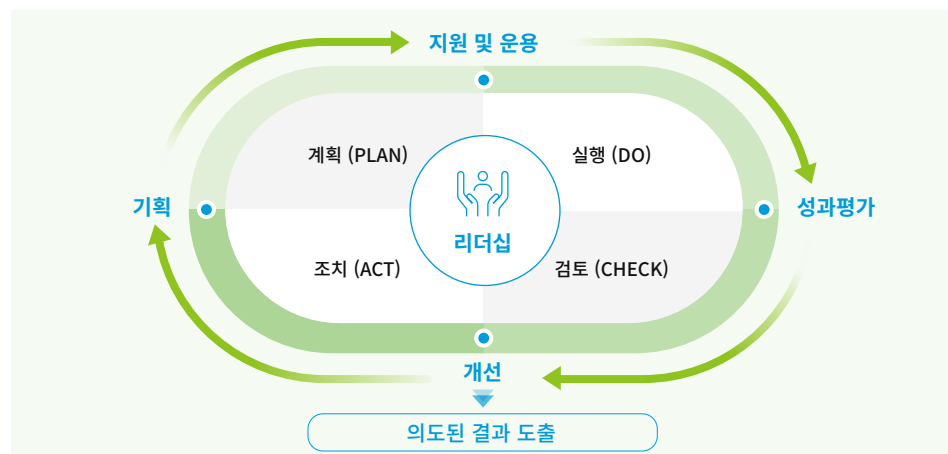 지원 및 운용
계획 (PLAN)
실행 (DO)
기획
리더십
성과평가
조치 (ACT)
검토 (CHECK)
개선
의도된 결과 도출